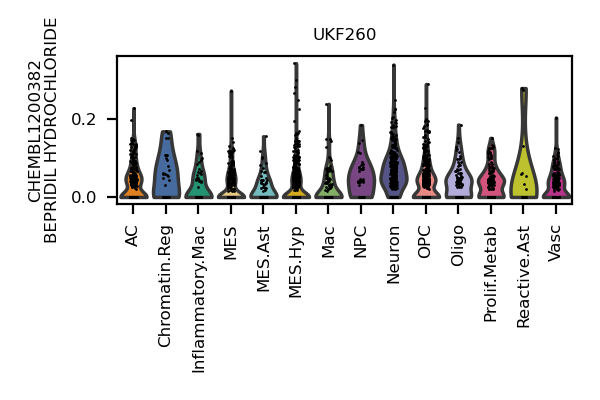 UKF260
CHEMBL1200382
BEPRIDIL HYDROCHLORIDE
0.2
0.0
AC
Chromatin.Reg
Inflammatory.Mac
MES
MES.Ast
MES.Hyp
Mac
NPC
Neuron
OPC
Oligo
Prolif.Metab
Reactive.Ast
Vasc